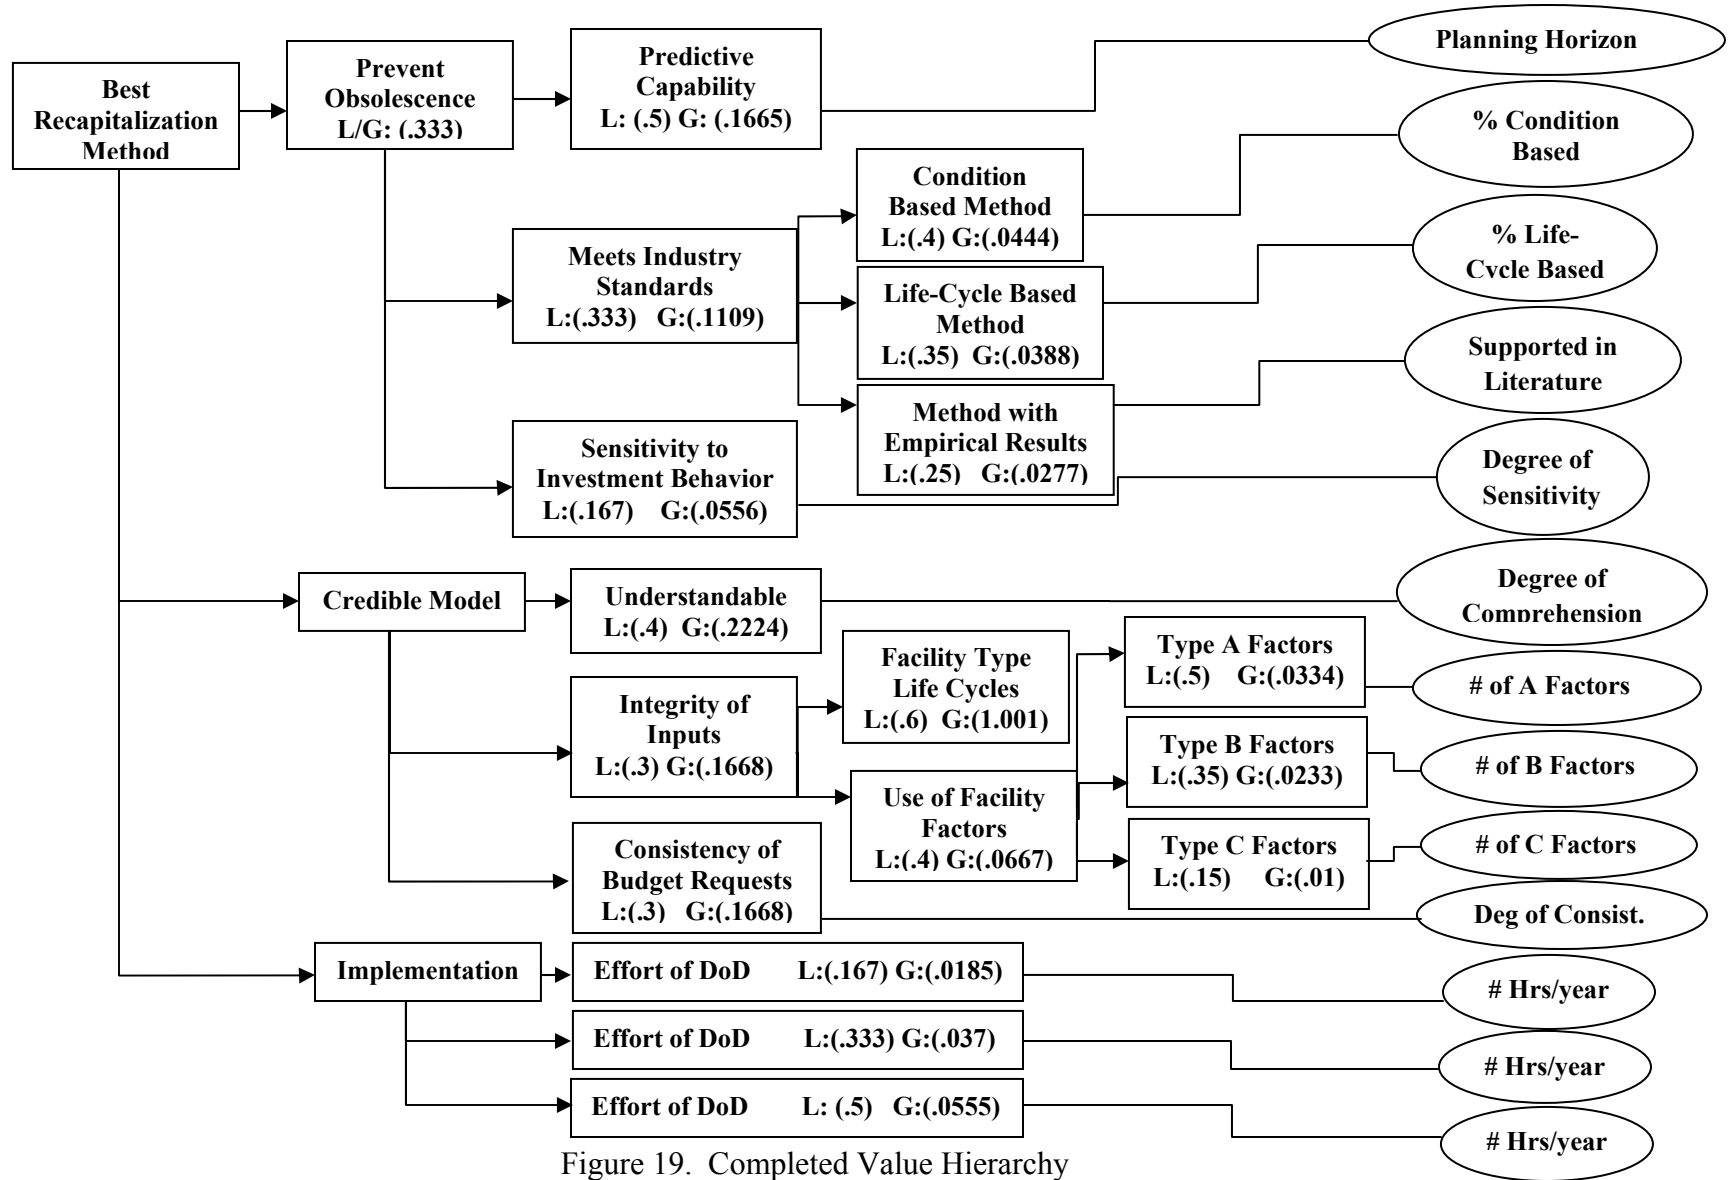 Best
Recapitalization
Method
Prevent
Obsolescence
L/G: (.333)
Predictive
Capability
L: (.5) G: (.1665)
Planning Horizon
Meets Industry
Standards
L:(.333) G:(.1109)
Condition
Based Method
L:(.4) G:(.0444)
% Condition
Based
Life-Cycle Based
Method
L:(.35) G:(.0388)
% Life-
Cycle Based
Method with
Empirical Results
L:(.25) G:(.0277)
Supported in
Literature
Sensitivity to
Investment Behavior
L:(.167) G:(.0556)
Degree of
Sensitivity
Credible Model
Understandable
L:(.4) G:(.2224)
Degree of
Comprehension
Integrity of
Inputs
L:(.3) G:(.1668)
Facility Type
Life Cycles
L:(.6) G:(1.001)
Use of Facility
Factors
L:(.4) G:(.0667)
Type A Factors
L:(.5) G:(.0334)
# of A Factors
Type B Factors
L:(.35) G:(.0233)
# of B Factors
Type C Factors
L:(.15) G:(.01)
# of C Factors
Consistency of
Budget Requests
L:(.3) G:(.1668)
Deg of Consist.
Implementation
Effort of DoD L:(.167) G:(.0185)
# Hrs/year
Effort of DoD L:(.333) G:(.037)
# Hrs/year
Effort of DoD L: (.5) G:(.0555)
# Hrs/year
Figure 19. Completed Value Hierarchy